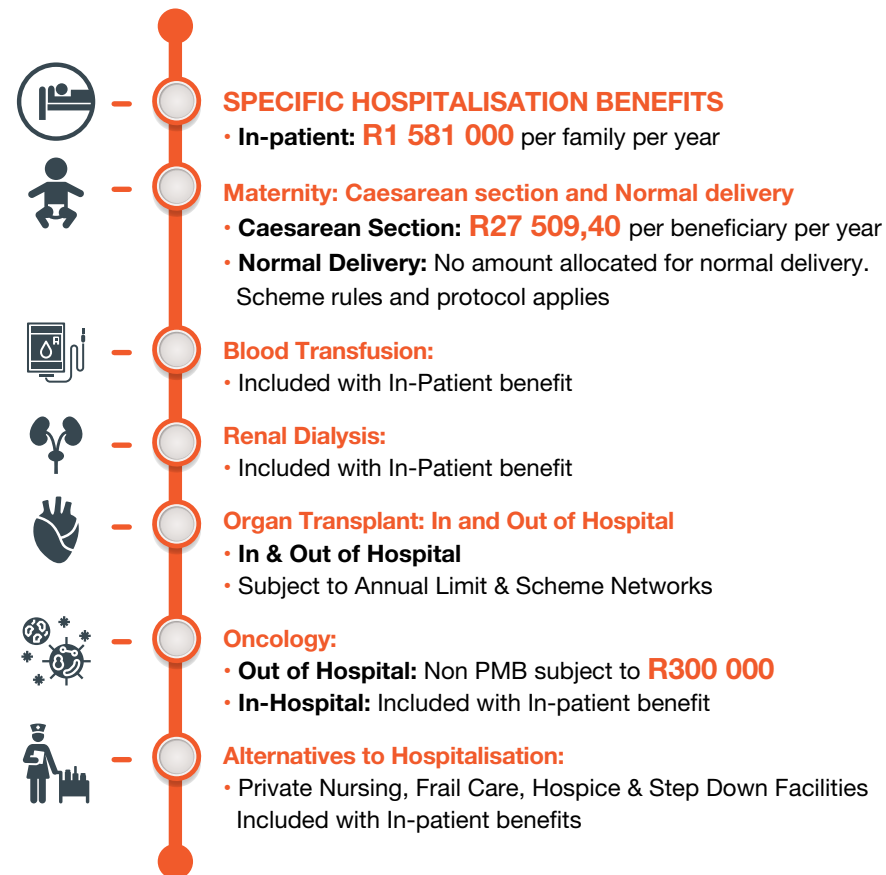 SPECIFIC HOSPITALISATION BENEFITS
• In-patient: R1 581 000 per family per year
Maternity: Caesarean section and Normal delivery
• Caesarean Section: R27 509,40 per beneficiary per year
• Normal Delivery: No amount allocated for normal delivery.
Scheme rules and protocol applies
Blood Transfusion:
• Included with In-Patient benefit
Renal Dialysis:
• Included with In-Patient benefit
Organ Transplant: In and Out of Hospital
• In & Out of Hospital
• Subject to Annual Limit & Scheme Networks
Oncology:
• Out of Hospital: Non PMB subject to R300 000
• In-Hospital: Included with In-patient benefit
Alternatives to Hospitalisation:
• Private Nursing, Frail Care, Hospice & Step Down Facilities
Included with In-patient benefits